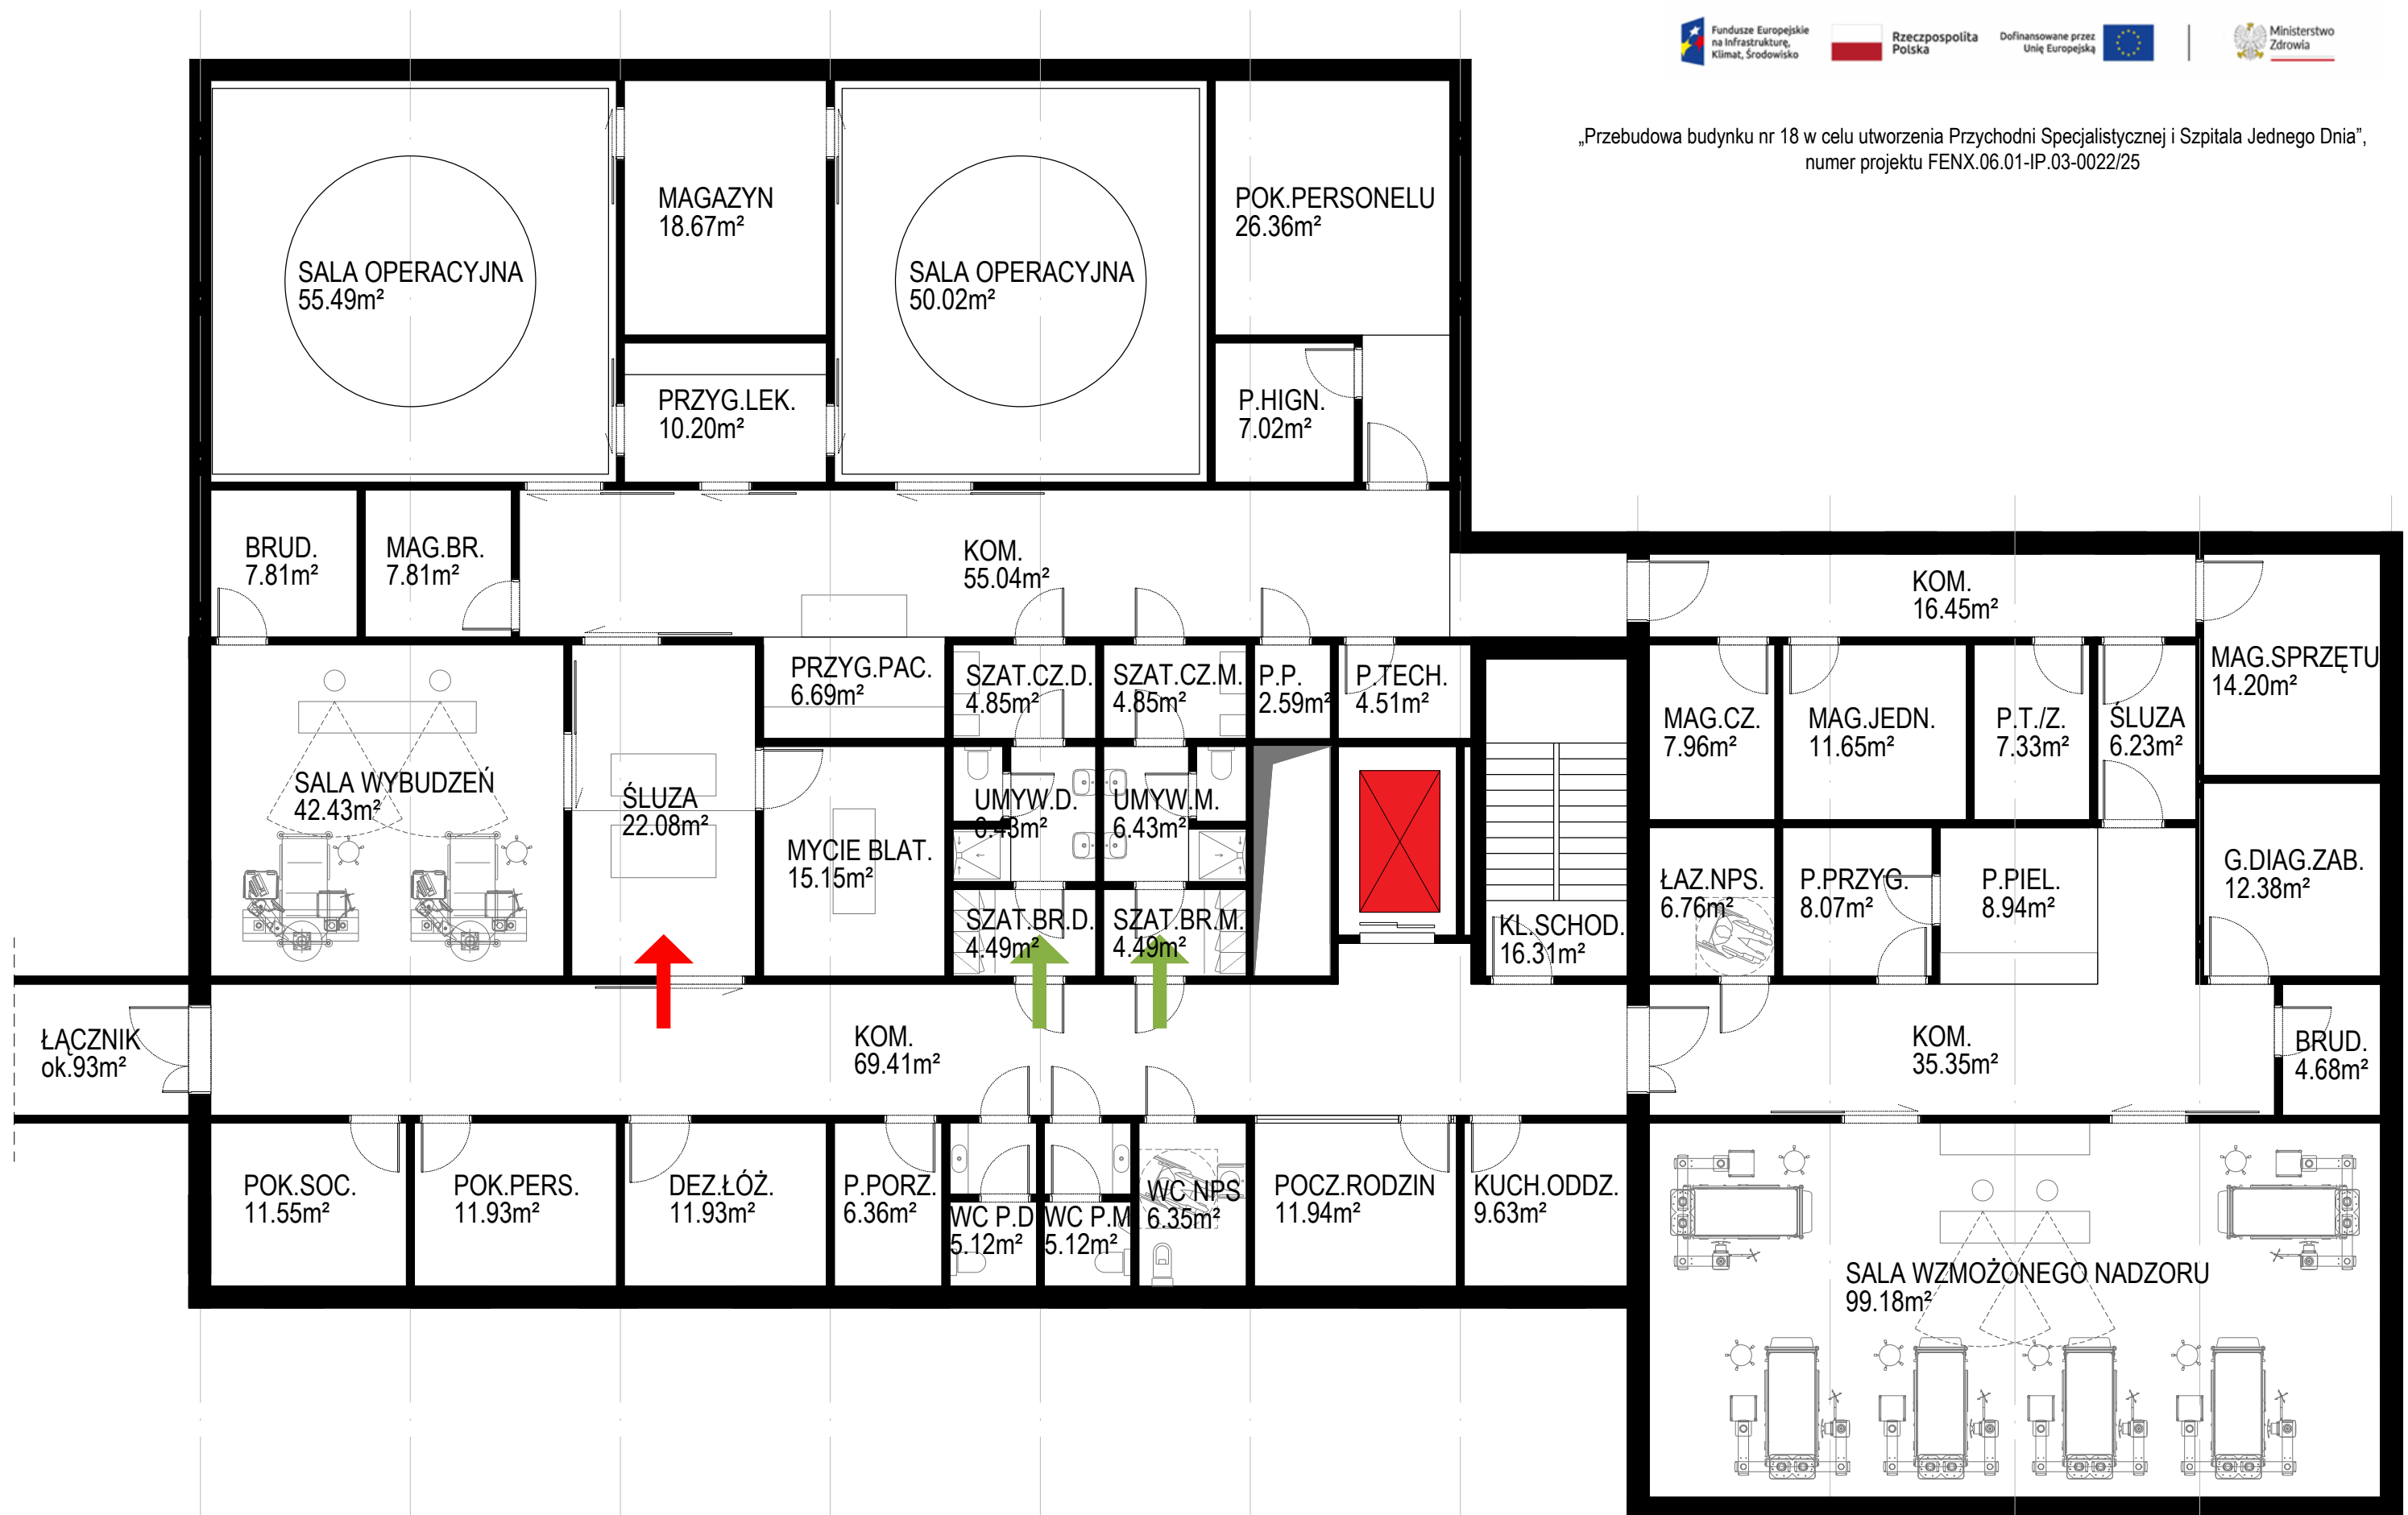 Fundusze Europejskie
na Infrastrukturę,
Klimat, Środowisko
Rzeczpospolita
Polska
Dofinansowane przez
Unię Europejską
Ministerstwo
Zdrowia
„Przebudowa budynku nr 18 w celu utworzenia Przychodni Specjalistycznej i Szpitala Jednego Dnia”,
numer projektu FENX.06.01-IP.03-0022/25
SALA OPERACYJNA
55.49m²
MAGAZYN
18.67m²
SALA OPERACYJNA
50.02m²
POK.PERSONELU
26.36m²
PRZYG.LEK.
10.20m²
P.HIGN.
7.02m²
BRUD.
7.81m²
MAG.BR.
7.81m²
KOM.
55.04m²
KOM.
16.45m²
PRZYG.PAC.
6.69m²
SZAT.CZ.D.
4.85m²
SZAT.CZ.M.
4.85m²
P.P.
2.59m²
P.TECH.
4.51m²
MAG.SPRZĘTU
14.20m²
MAG.CZ.
7.96m²
MAG.JEDN.
11.65m²
P.T./Z.
7.33m²
ŚLUZA
6.23m²
SALA WYBUDZEŃ
42.43m²
ŚLUZA
22.08m²
MYCIE BLAT.
15.15m²
UMYW.D.
6.43m²
UMYW.M.
6.43m²
ŁAZ.NPS.
6.76m²
P.PRZYG.
8.07m²
P.PIEL.
8.94m²
G.DIAG.ZAB.
12.38m²
SZAT.BR.D.
4.49m²
SZAT.BR.M.
4.49m²
KL.SCHOD.
16.31m²
ŁĄCZNIK
ok.93m²
KOM.
69.41m²
KOM.
35.35m²
BRUD.
4.68m²
POK.SOC.
11.55m²
POK.PERS.
11.93m²
DEZ.ŁÓŻ.
11.93m²
P.PORZ.
6.36m²
WC P.D
5.12m²
WC P.M
5.12m²
WC NPS
6.35m²
POCZ.RODZIN
11.94m²
KUCH.ODDZ.
9.63m²
SALA WZMOŻONEGO NADZORU
99.18m²